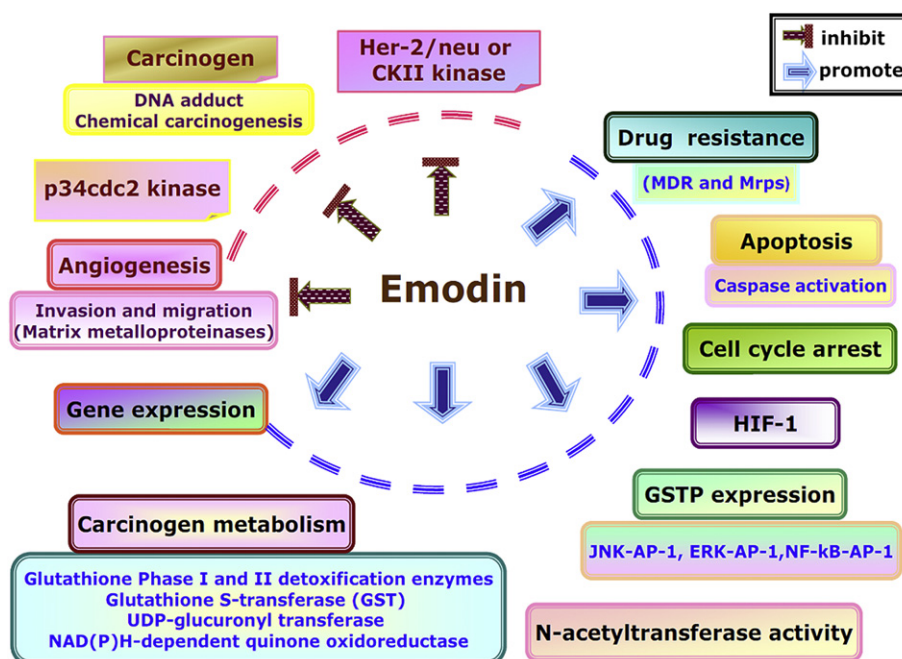 Carcinogen
DNA adduct
Chemical carcinogenesis
Her-2/neu or
CKII kinase
inhibit
promote
p34cdc2 kinase
Drug resistance
(MDR and Mrps)
Angiogenesis
Invasion and migration
(Matrix metalloproteinases)
Emodin
Apoptosis
Caspase activation
Cell cycle arrest
Gene expression
HIF-1
GSTP expression
JNK-AP-1, ERK-AP-1,NF-kB-AP-1
Carcinogen metabolism
Glutathione Phase I and II detoxification enzymes
Glutathione S-transferase (GST)
UDP-glucuronyl transferase
NAD(P)H-dependent quinone oxidoreductase
N-acetyltransferase activity